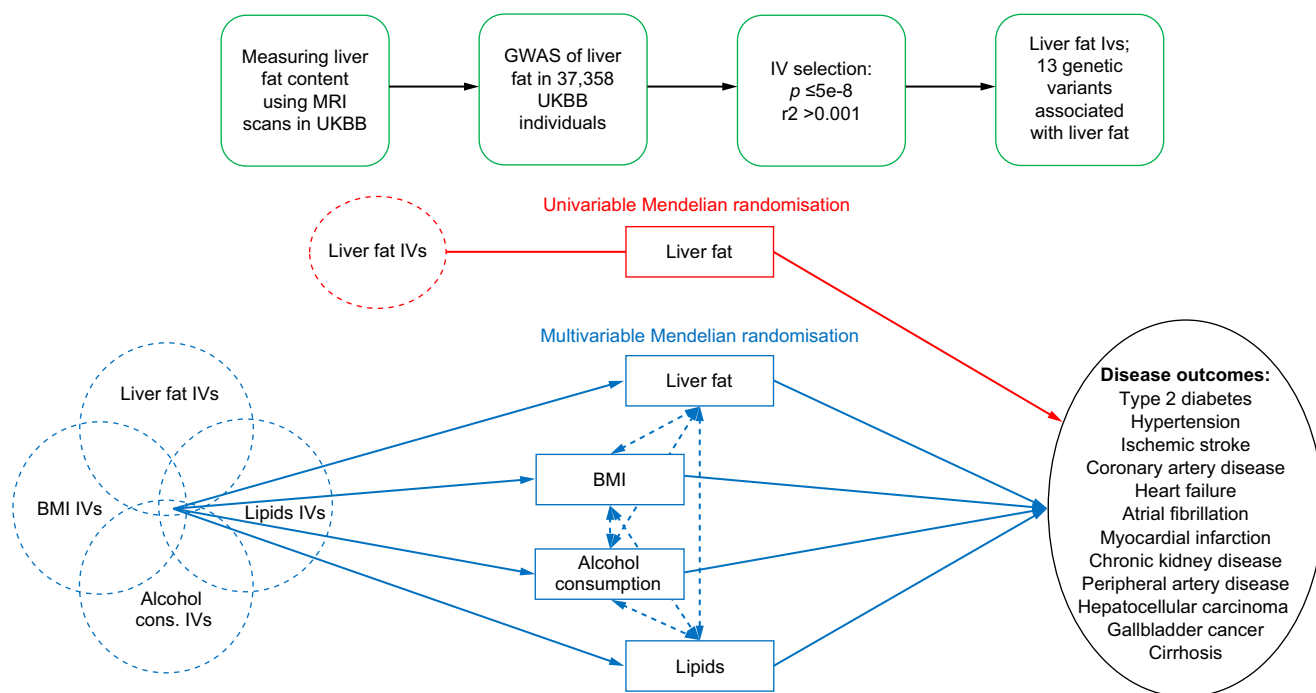 Measuring liver
fat content
using MRI
scans in UKBB
GWAS of liver
fat in 37,358
UKBB
individuals
IV selection:
p ≤5e-8
r2 >0.001
Liver fat Ivs;
13 genetic
variants
associated
with liver fat
Univariable Mendelian randomisation
Liver fat IVs
Liver fat
Multivariable Mendelian randomisation
Liver fat IVs
BMI IVs
Lipids IVs
Alcohol
cons. IVs
Liver fat
BMI
Alcohol
consumption
Lipids
Disease outcomes:
Type 2 diabetes
Hypertension
Ischemic stroke
Coronary artery disease
Heart failure
Atrial fibrillation
Myocardial infarction
Chronic kidney disease
Peripheral artery disease
Hepatocellular carcinoma
Gallbladder cancer
Cirrhosis